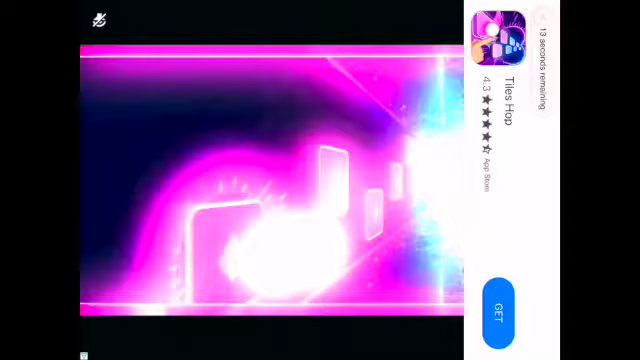 13 seconds remaining
Tiles Hop
4.3 ★★★★☆ App Store
GET